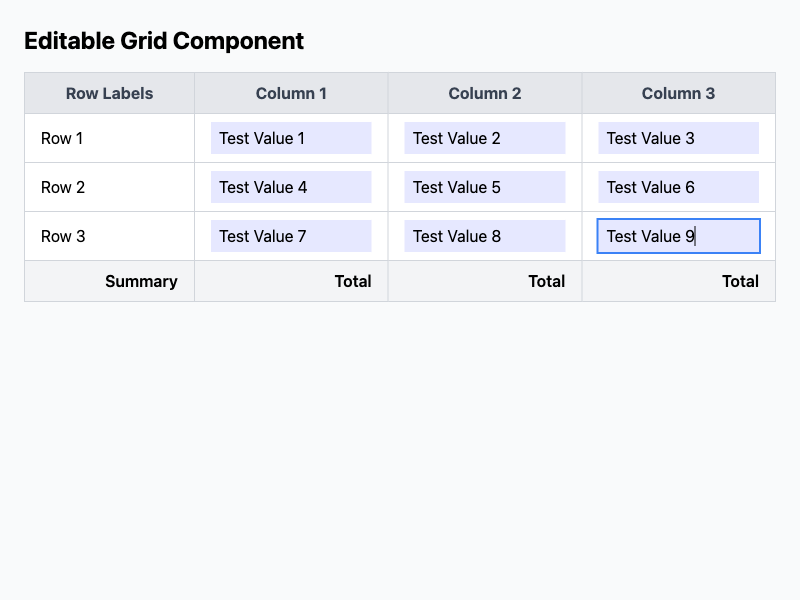 Editable Grid Component
Row Labels Column 1 Column 2 Column 3
Row 1 Test Value 1 Test Value 2 Test Value 3
Row 2 Test Value 4 Test Value 5 Test Value 6
Row 3 Test Value 7 Test Value 8 Test Value 9
Summary Total Total Total